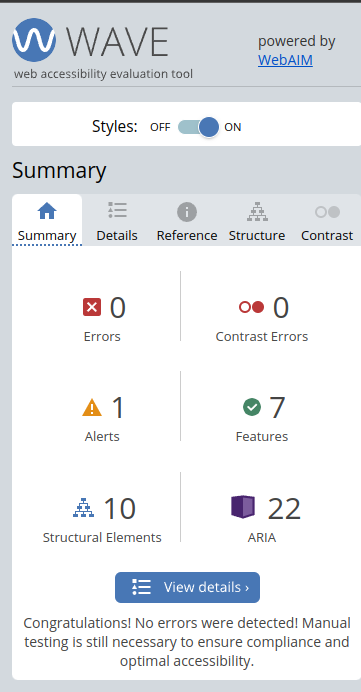 WAVE
web accessibility evaluation tool
powered by
WebAIM
Styles: OFF ON
Summary
Summary Details Reference Structure Contrast
0
Errors
0
Contrast Errors
1
Alerts
7
Features
10
Structural Elements
22
ARIA
View details ›
Congratulations! No errors were detected! Manual
testing is still necessary to ensure compliance and
optimal accessibility.